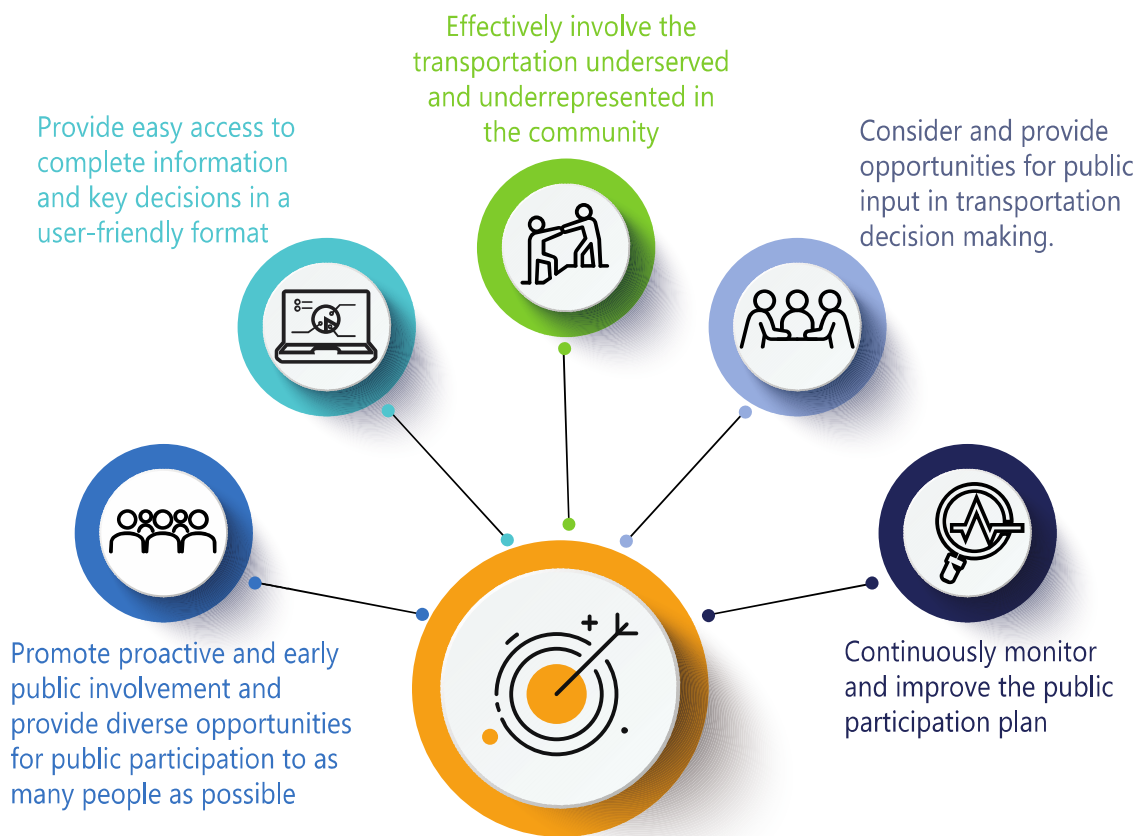 Effectively involve the
transportation underserved
and underrepresented in
the community
Provide easy access to
complete information
and key decisions in a
user-friendly format
Consider and provide
opportunities for public
input in transportation
decision making.
Promote proactive and early
public involvement and
provide diverse opportunities
for public participation to as
many people as possible
Continuously monitor
and improve the public
participation plan